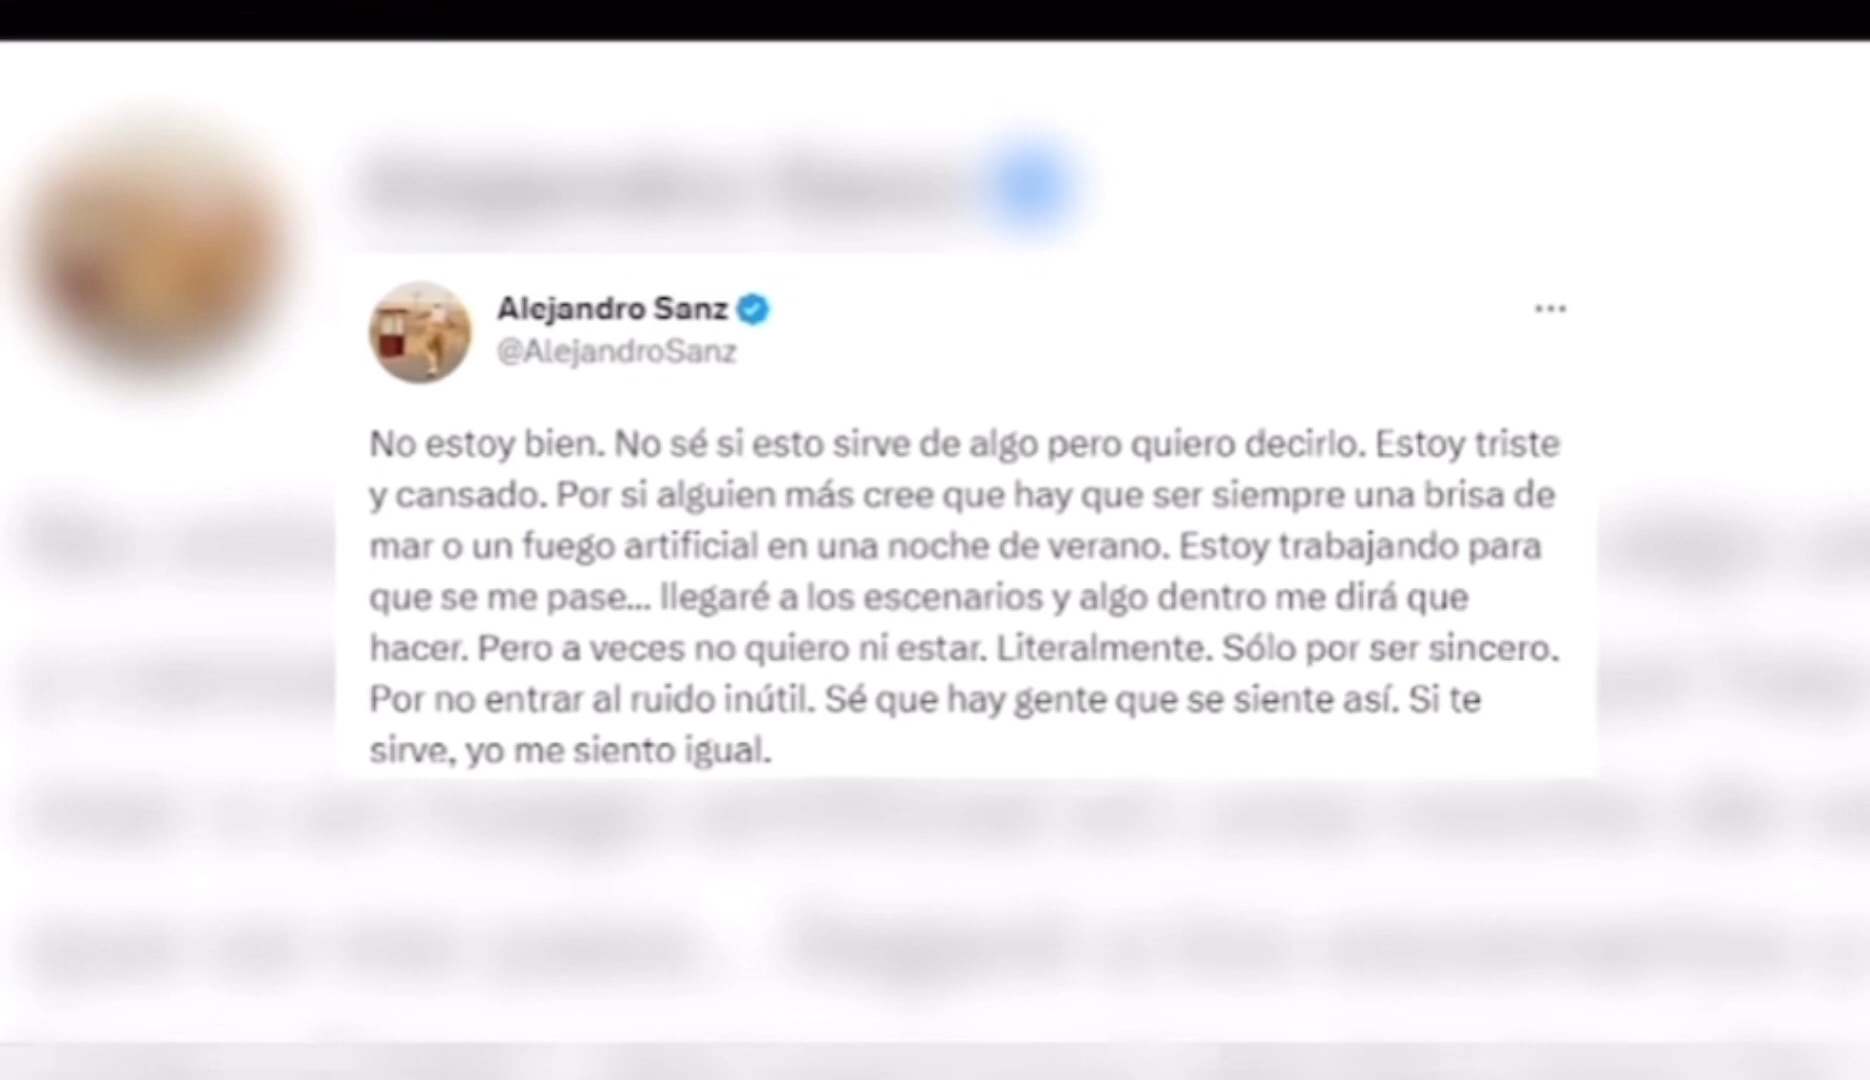 Alejandro Sanz
@AlejandroSanz
No estoy bien. No sé si esto sirve de algo pero quiero decirlo. Estoy triste
y cansado. Por si alguien más cree que hay que ser siempre una brisa de
mar o un fuego artificial en una noche de verano. Estoy trabajando para
que se me pase... llegaré a los escenarios y algo dentro me dirá que
hacer. Pero a veces no quiero ni estar. Literalmente. Sólo por ser sincero.
Por no entrar al ruido inútil. Sé que hay gente que se siente así. Si te
sirve, yo me siento igual.